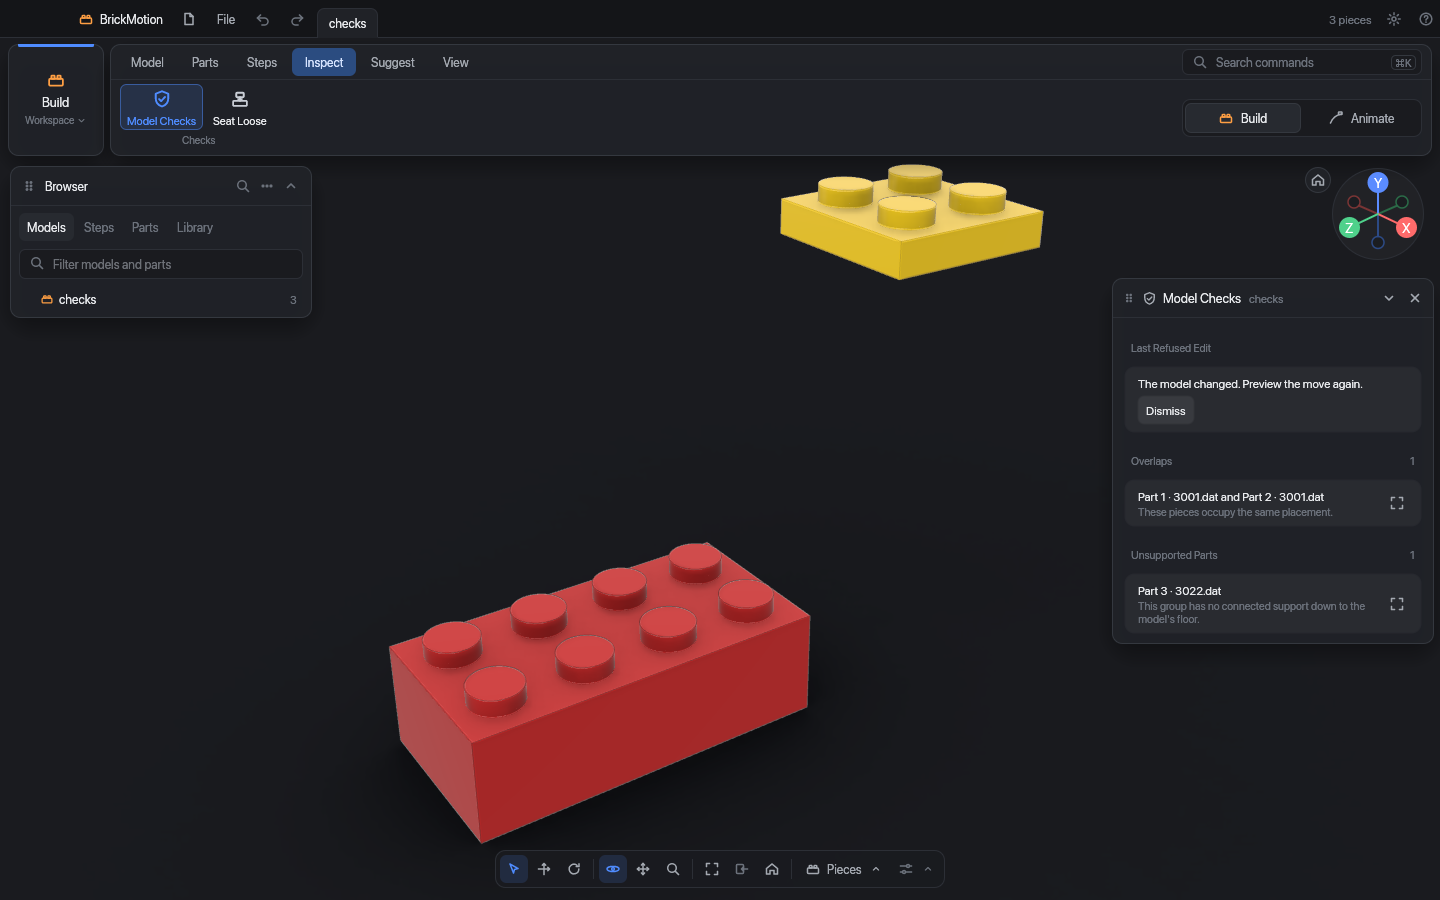 BrickMotion
File
checks
3 pieces
Build
Workspace
Model
Parts
Steps
Inspect
Suggest
View
Search commands
⌘K
Model Checks
Seat Loose
Checks
Build
Animate
Browser
Models
Steps
Parts
Library
Filter models and parts
checks
3
Y
Z
X
Model Checks checks
Last Refused Edit
The model changed. Preview the move again.
Dismiss
Overlaps
1
Part 1 · 3001.dat and Part 2 · 3001.dat
These pieces occupy the same placement.
Unsupported Parts
1
Part 3 · 3022.dat
This group has no connected support down to the
model's floor.
Pieces